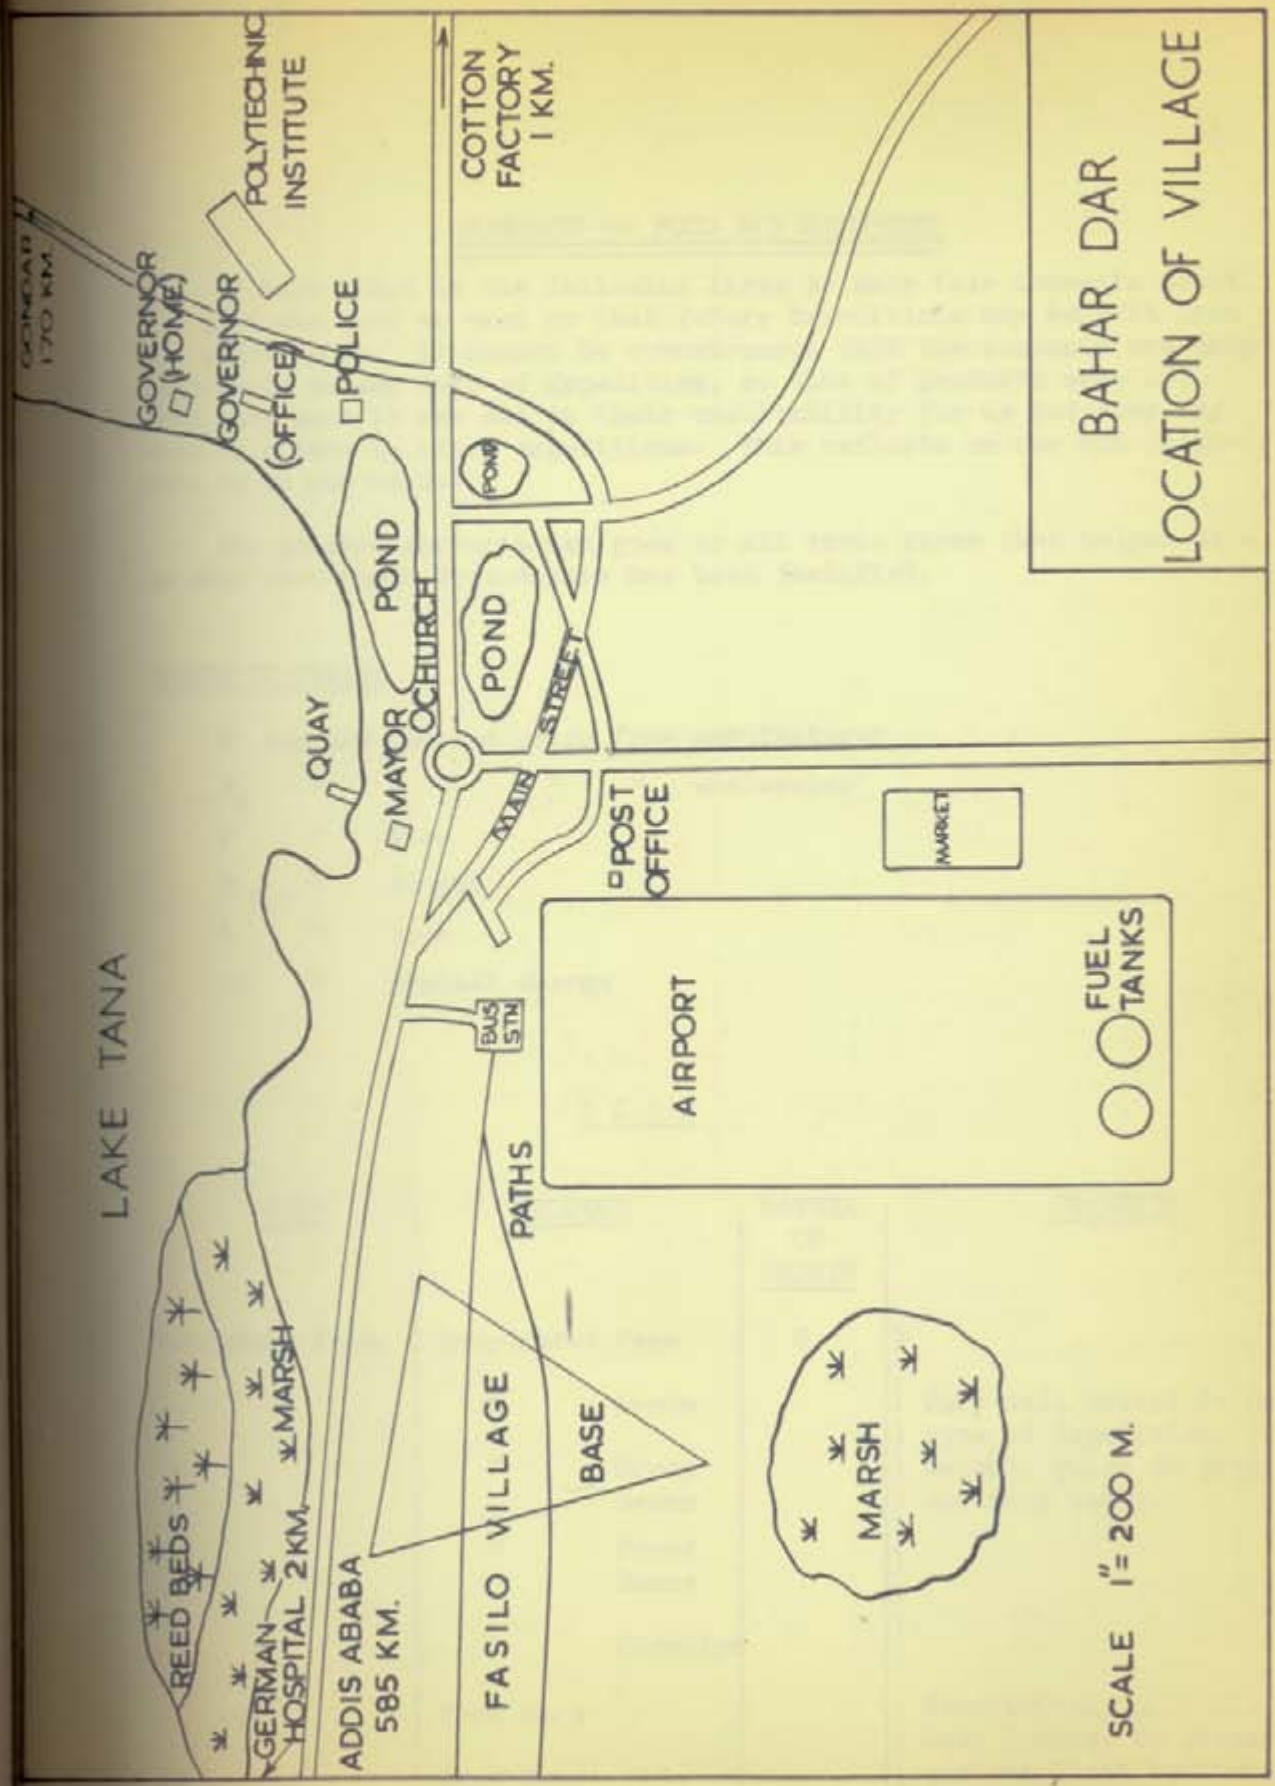 LAKE TANA
REED BEDS
MARSH
GERMAN
HOSPITAL 2 KM.
ADDIS ABABA
585 KM.
FASILO VILLAGE
BASE
PATHS
MARSH
SCALE 1" = 200 M.
QUAY
MAYOR
CHURCH
POND
POND
POND
MAIN STREET
BUS
STN
POST
OFFICE
AIRPORT
MARKET
FUEL
TANKS
GONDAR
170 KM.
GOVERNOR
(HOME)
GOVERNOR
(OFFICE)
POLICE
POLYTECHNIC
INSTITUTE
COTTON
FACTORY
1 KM.
BAHAR DAR
LOCATION OF VILLAGE